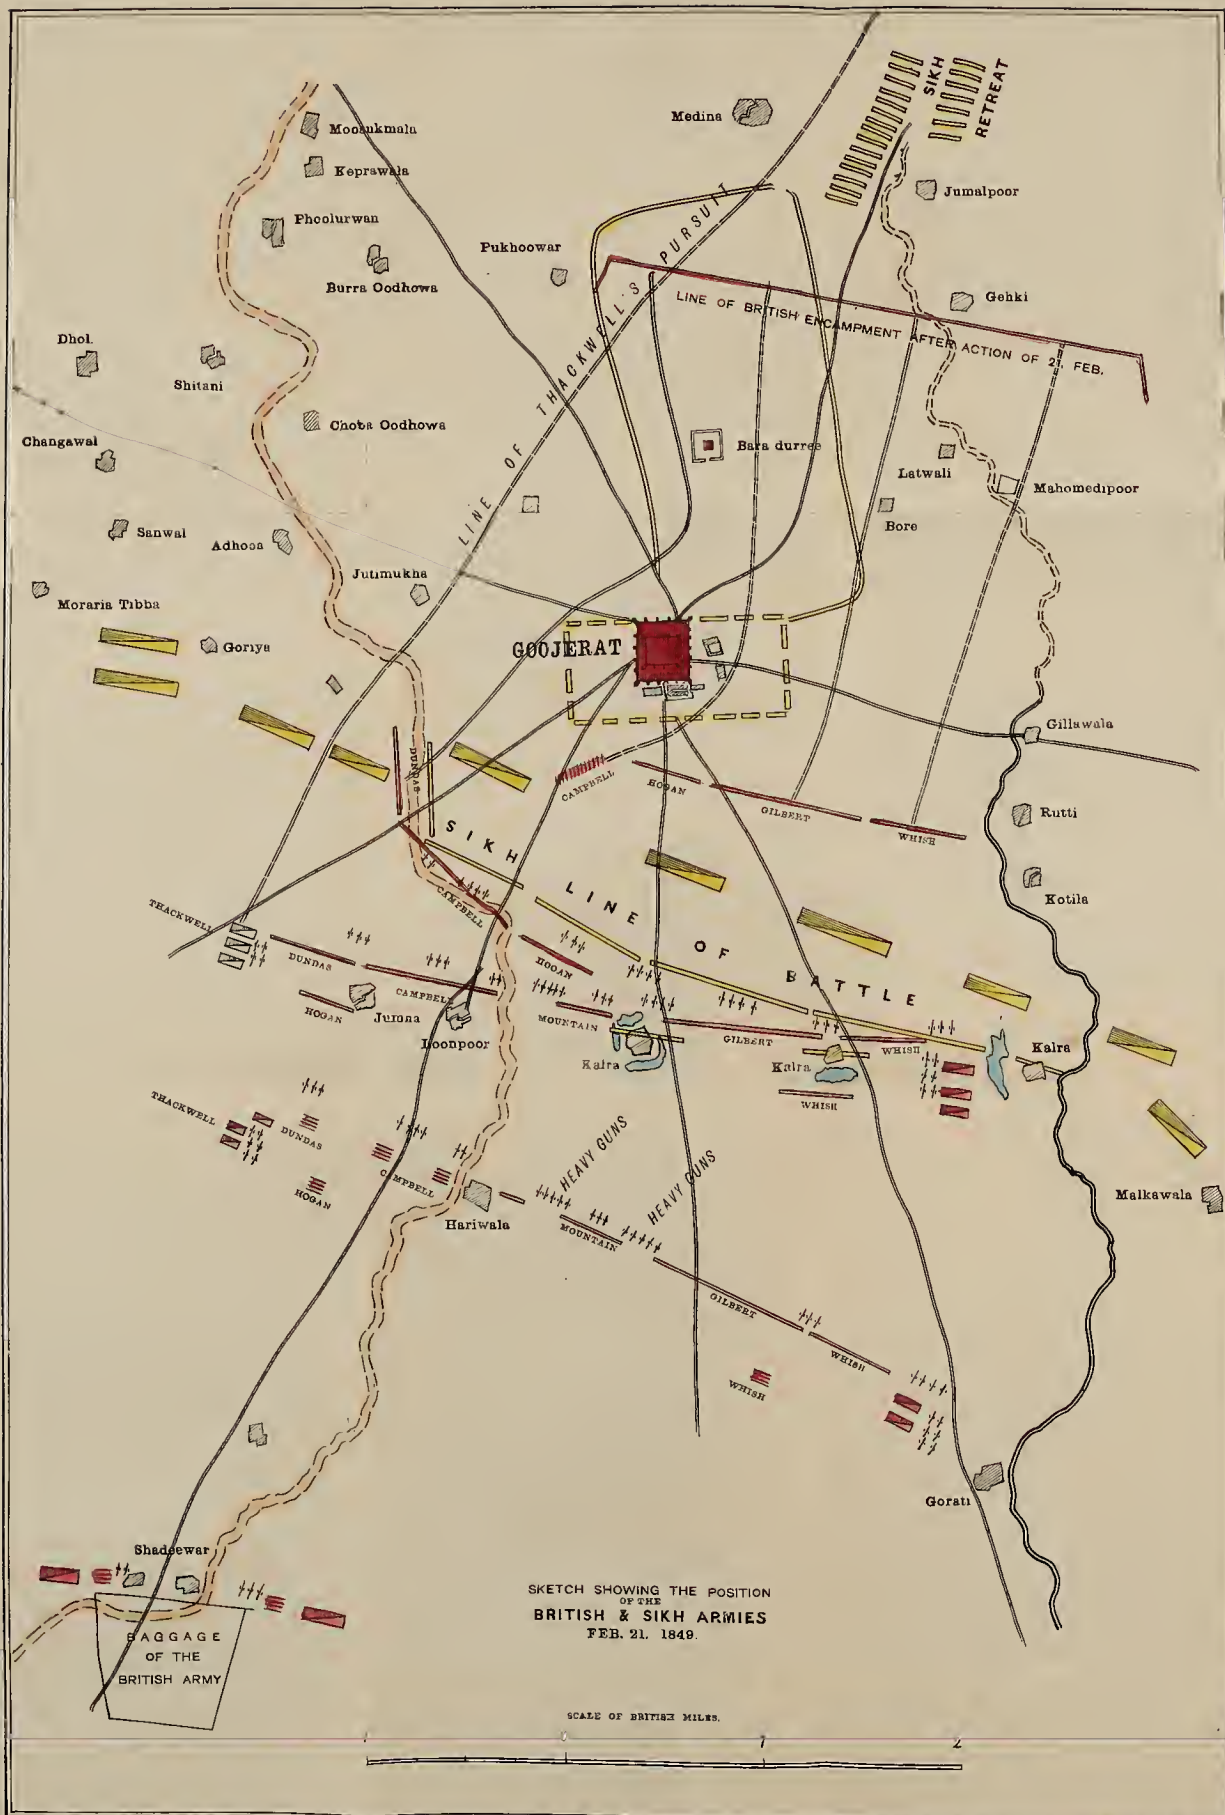 SIKH
RETREAT
Medina
Moosukmala
Keprawala
Jumalpoor
Phoolurwan
Burra Oodhowa
Pukhoowar
LINE OF THACKWELL'S PURSUIT
Gehki
LINE OF BRITISH ENCAMPMENT AFTER ACTION OF 21. FEB.
Dhol.
Shitani
Chota Oodhowa
Changawal
Bara durree
Latwali
Mahomedipoor
Bore
Sanwal
Adhooa
Jutimukha
Moraria Tibba
Goriya
GOOJERAT
Gillawala
DUNDAS
CAMPBELL
HOGAN
GILBERT
WHISH
Rutti
Kotila
SIKH LINE OF BATTLE
THACKWELL
DUNDAS
CAMPBELL
CAMPBELL
HOGAN
HOGAN
Jumna
Loonpoor
MOUNTAIN
Kalra
GILBERT
Kalra
WHISH
WHISH
Kalra
THACKWELL
DUNDAS
HOGAN
CAMPBELL
Hariwala
HEAVY GUNS
HEAVY GUNS
MOUNTAIN
Malkawala
GILBERT
WHISH
WHISH
Gorati
Shadeewar
BAGGAGE
OF THE
BRITISH ARMY
SKETCH SHOWING THE POSITION
OF THE
BRITISH & SIKH ARMIES
FEB. 21. 1849.
SCALE OF BRITISH MILES.
1 0 1 2